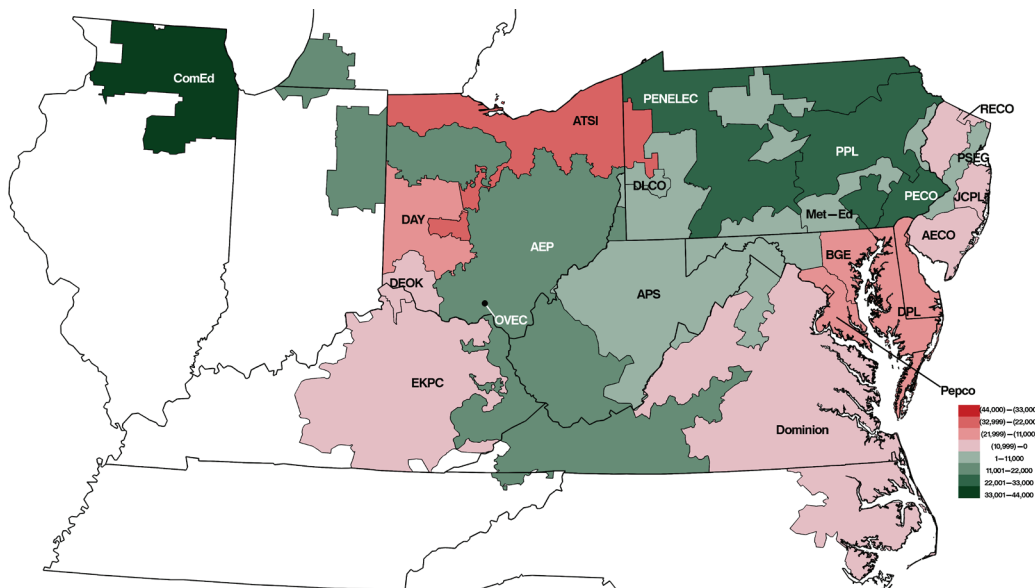 ComEd
PENELEC
RECO
ATSI
PPL
PSEG
DLCO
PECO
JCPL
DAY
Met—Ed
AECO
AEP
BGE
DEOK
APS
DPL
OVEC
EKPC
Pepco
Dominion
(44,000)—(33,000)
(32,999)—(22,000)
(21,999)—(11,000)
(10,999)—0
1—11,000
11,001—22,000
22,001—33,000
33,001—44,000